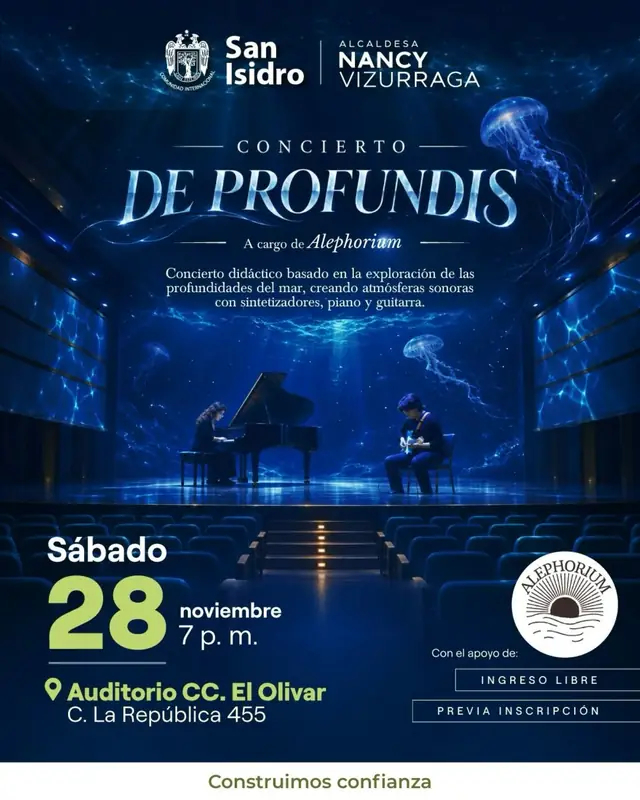 San
Isidro
COMUNIDAD INTERNACIONAL
ALCALDESA
NANCY
VIZURRAGA
CONCIERTO
DE PROFUNDIS
A cargo de Alephorium
Concierto didáctico basado en la exploración de las
profundidades del mar, creando atmósferas sonoras
con sintetizadores, piano y guitarra.
Sábado
28
noviembre
7 p. m.
Auditorio CC. El Olivar
C. La República 455
ALEPHORIUM
Con el apoyo de:
INGRESO LIBRE
PREVIA INSCRIPCIÓN
Construimos confianza